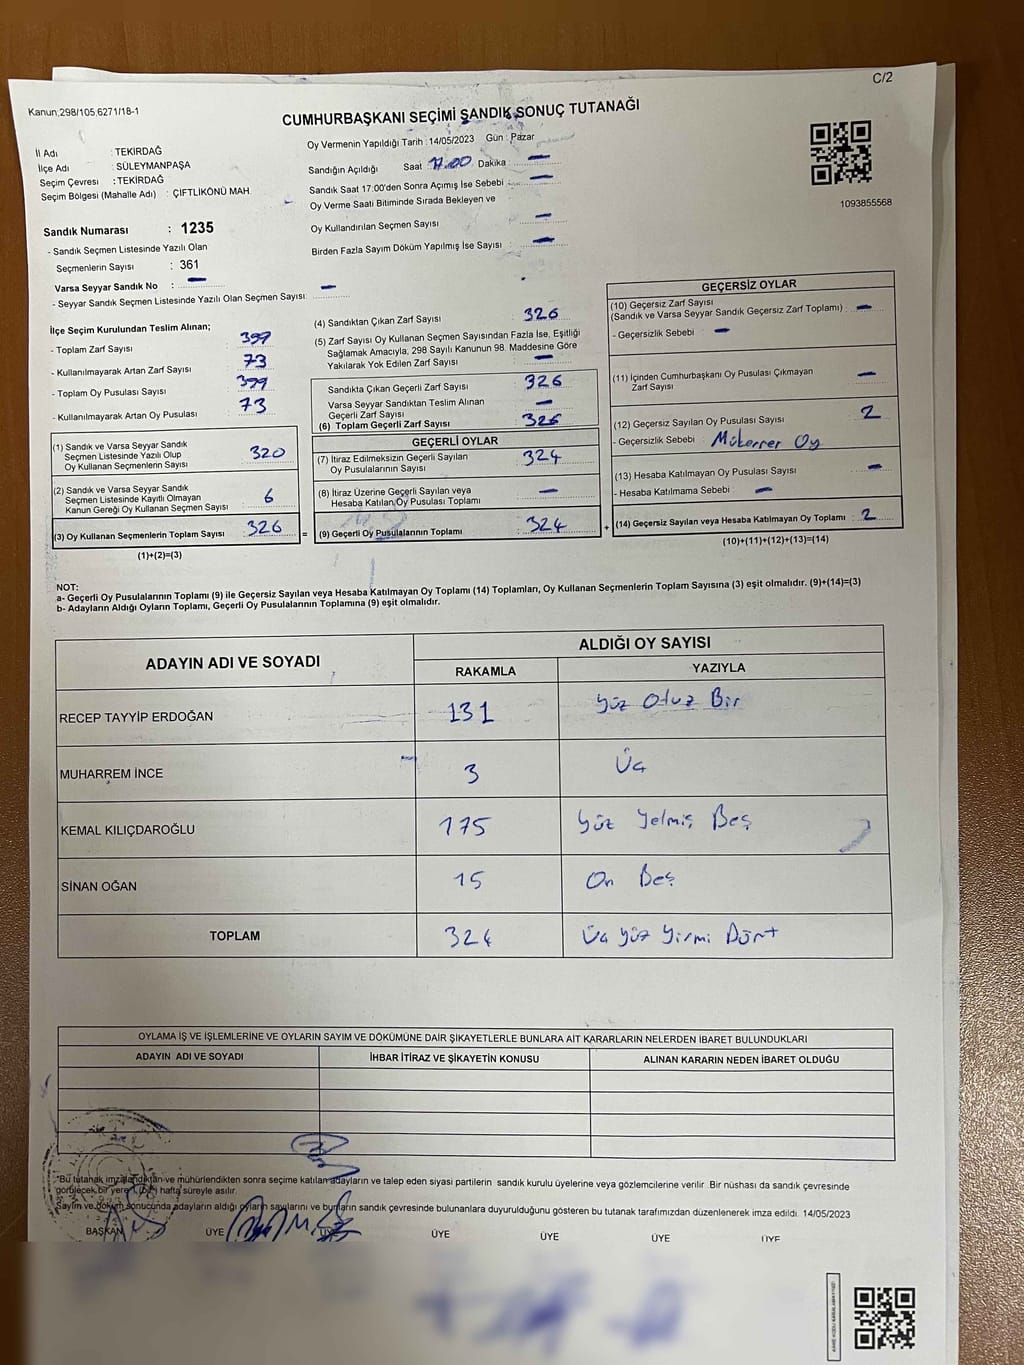 C/2
Kanun,298/105,6271/18-1
CUMHURBAŞKANI SEÇİMİ SANDIK SONUÇ TUTANAĞI
İl Adı : TEKİRDAĞ
İlçe Adı : SÜLEYMANPAŞA
Seçim Çevresi : TEKİRDAĞ
Seçim Bölgesi (Mahalle Adı) : ÇİFTLİKÖNÜ MAH.
Sandık Numarası : 1235
- Sandık Seçmen Listesinde Yazılı Olan
Seçmenlerin Sayısı : 361
Varsa Seyyar Sandık No : —
- Seyyar Sandık Seçmen Listesinde Yazılı Olan Seçmen Sayısı : —
Oy Vermenin Yapıldığı Tarih : 14/05/2023 Gün : Pazar
Sandığın Açıldığı Saat 17.00 Dakika —
Sandık Saat 17:00'den Sonra Açımış İse Sebebi : —
Oy Verme Saati Bitiminde Sırada Bekleyen ve
Oy Kullandırılan Seçmen Sayısı —
Birden Fazla Sayım Döküm Yapılmış İse Sayısı : —
1093855568
İlçe Seçim Kurulundan Teslim Alınan;
- Toplam Zarf Sayısı 399
- Kullanılmayarak Artan Zarf Sayısı 73
- Toplam Oy Pusulası Sayısı 399
- Kullanılmayarak Artan Oy Pusulası 73
(1) Sandık ve Varsa Seyyar Sandık
Seçmen Listesinde Yazılı Olup
Oy Kullanan Seçmenlerin Sayısı 320
(2) Sandık ve Varsa Seyyar Sandık
Seçmen Listesinde Kayıtlı Olmayan
Kanun Gereği Oy Kullanan Seçmen Sayısı 6
(3) Oy Kullanan Seçmenlerin Toplam Sayısı 326 =
(1)+(2)=(3)
(4) Sandıktan Çıkan Zarf Sayısı 326
(5) Zarf Sayısı Oy Kullanan Seçmen Sayısından Fazla İse, Eşitliği
Sağlamak Amacıyla, 298 Sayılı Kanunun 98. Maddesine Göre
Yakılarak Yok Edilen Zarf Sayısı —
Sandıkta Çıkan Geçerli Zarf Sayısı 326
Varsa Seyyar Sandıktan Teslim Alınan
Geçerli Zarf Sayısı —
(6) Toplam Geçerli Zarf Sayısı 326
GEÇERLİ OYLAR
(7) İtiraz Edilmeksizin Geçerli Sayılan
Oy Pusulalarının Sayısı 324
(8) İtiraz Üzerine Geçerli Sayılan veya
Hesaba Katılan Oy Pusulası Toplamı —
(9) Geçerli Oy Pusulalarının Toplamı 324 +
GEÇERSİZ OYLAR
(10) Geçersiz Zarf Sayısı
(Sandık ve Varsa Seyyar Sandık Geçersiz Zarf Toplamı) : —
- Geçersizlik Sebebi : —
(11) İçinden Cumhurbaşkanı Oy Pusulası Çıkmayan
Zarf Sayısı —
(12) Geçersiz Sayılan Oy Pusulası Sayısı 2
- Geçersizlik Sebebi : Mükerrer Oy
(13) Hesaba Katılmayan Oy Pusulası Sayısı —
- Hesaba Katılmama Sebebi : —
(14) Geçersiz Sayılan veya Hesaba Katılmayan Oy Toplamı : 2
(10)+(11)+(12)+(13)=(14)
NOT:
a- Geçerli Oy Pusulalarının Toplamı (9) ile Geçersiz Sayılan veya Hesaba Katılmayan Oy Toplamı (14) Toplamları, Oy Kullanan Seçmenlerin Toplam Sayısına (3) eşit olmalıdır. (9)+(14)=(3)
b- Adayların Aldığı Oyların Toplamı, Geçerli Oy Pusulalarının Toplamına (9) eşit olmalıdır.
ADAYIN ADI VE SOYADI
ALDIĞI OY SAYISI
RAKAMLA YAZIYLA
RECEP TAYYİP ERDOĞAN 131 Yüz Otuz Bir
MUHARREM İNCE 3 Üç
KEMAL KILIÇDAROĞLU 175 Yüz Yetmiş Beş
SİNAN OĞAN 15 On Beş
TOPLAM 324 Üç Yüz Yirmi Dört
OYLAMA İŞ VE İŞLEMLERİNE VE OYLARIN SAYIM VE DÖKÜMÜNE DAİR ŞİKAYETLERLE BUNLARA AİT KARARLARIN NELERDEN İBARET BULUNDUKLARI
ADAYIN ADI VE SOYADI İHBAR İTİRAZ VE ŞİKAYETİN KONUSU ALINAN KARARIN NEDEN İBARET OLDUĞU
"Bu tutanak imzalandıktan ve mühürlendikten sonra seçime katılan adayların ve talep eden siyasi partilerin sandık kurulu üyelerine veya gözlemcilerine verilir. Bir nüshası da sandık çevresinde
görülecek bir yere 1 (bir) hafta süreyle asılır.
Sayım ve döküm sonucunda adayların aldığı oyların sayılarını ve bunların sandık çevresinde bulunanlara duyurulduğunu gösteren bu tutanak tarafımızdan düzenlenerek imza edildi. 14/05/2023
BAŞKAN ÜYE ÜYE ÜYE ÜYE ÜYE ÜYE